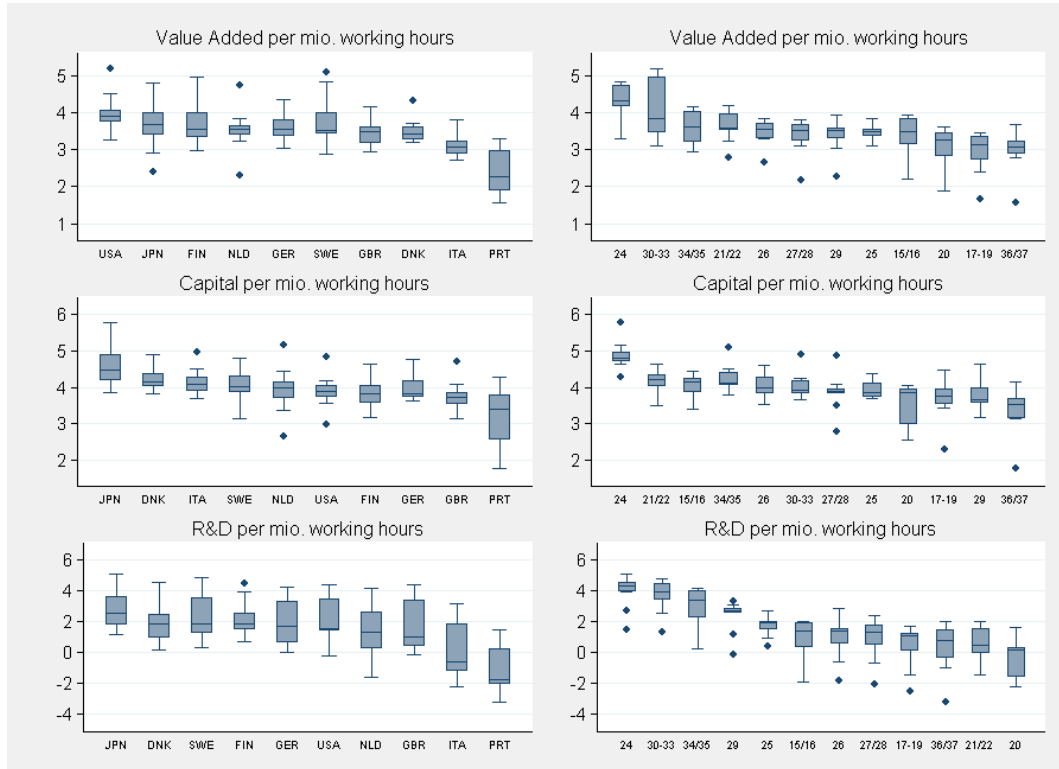 Value Added per mio. working hours
5
4
3
2
1
USA JPN FIN NLD GER SWE GBR DNK ITA PRT
Value Added per mio. working hours
5
4
3
2
1
24 30-33 34/35 21/22 26 27/28 29 25 15/16 20 17-19 36/37
Capital per mio. working hours
6
5
4
3
2
JPN DNK ITA SWE NLD USA FIN GER GBR PRT
Capital per mio. working hours
6
5
4
3
2
24 21/22 15/16 34/35 26 30-33 27/28 25 20 17-19 29 36/37
R&D per mio. working hours
6
4
2
0
-2
-4
JPN DNK SWE FIN GER USA NLD GBR ITA PRT
R&D per mio. working hours
6
4
2
0
-2
-4
24 30-33 34/35 29 25 15/16 26 27/28 17-19 36/37 21/22 20